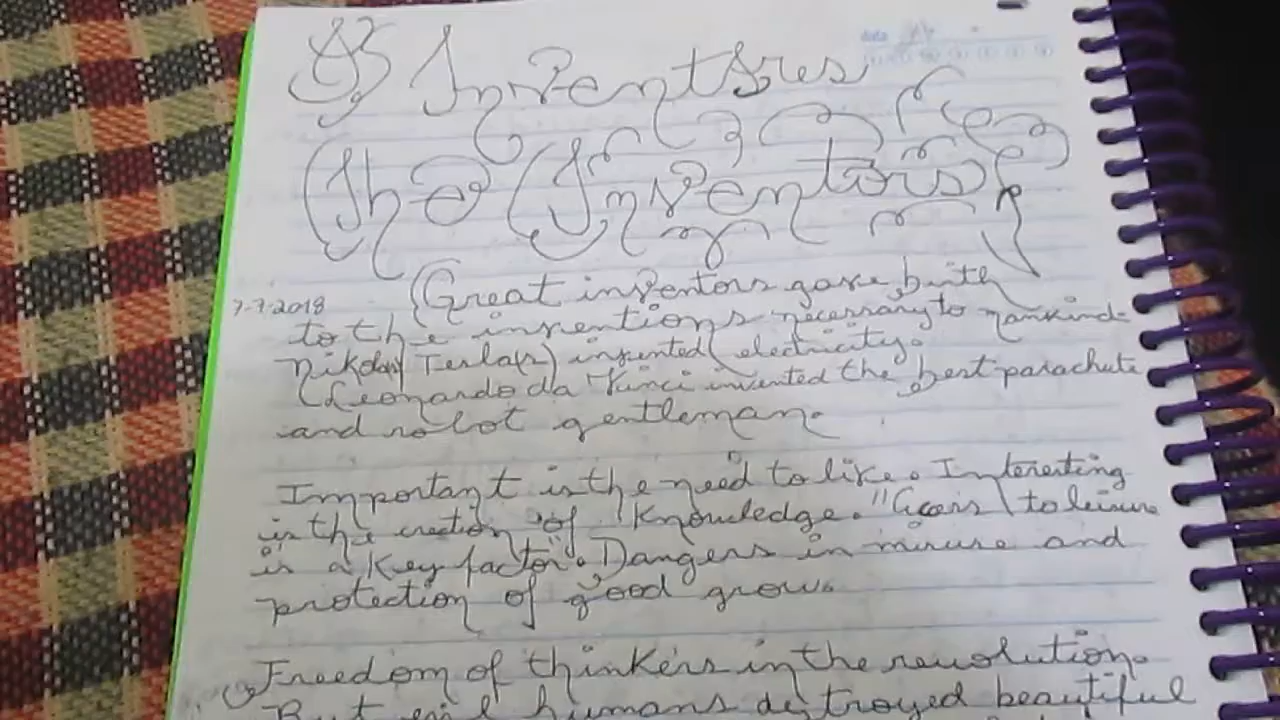 Os Inventores
The Inventors
Great inventors gave birth
7-7-2018
to the inventions necessary to mankind.
invented electricity.
Leonardo da Vinci invented the best parachute
and robot gentleman.
Important is the need to like. Interesting
is the creation of knowledge. to leisure
is a key factor". Dangers in misuse and
protection of good grow.
Freedom of thinkers in the revolution.
But evil humans destroyed beautiful